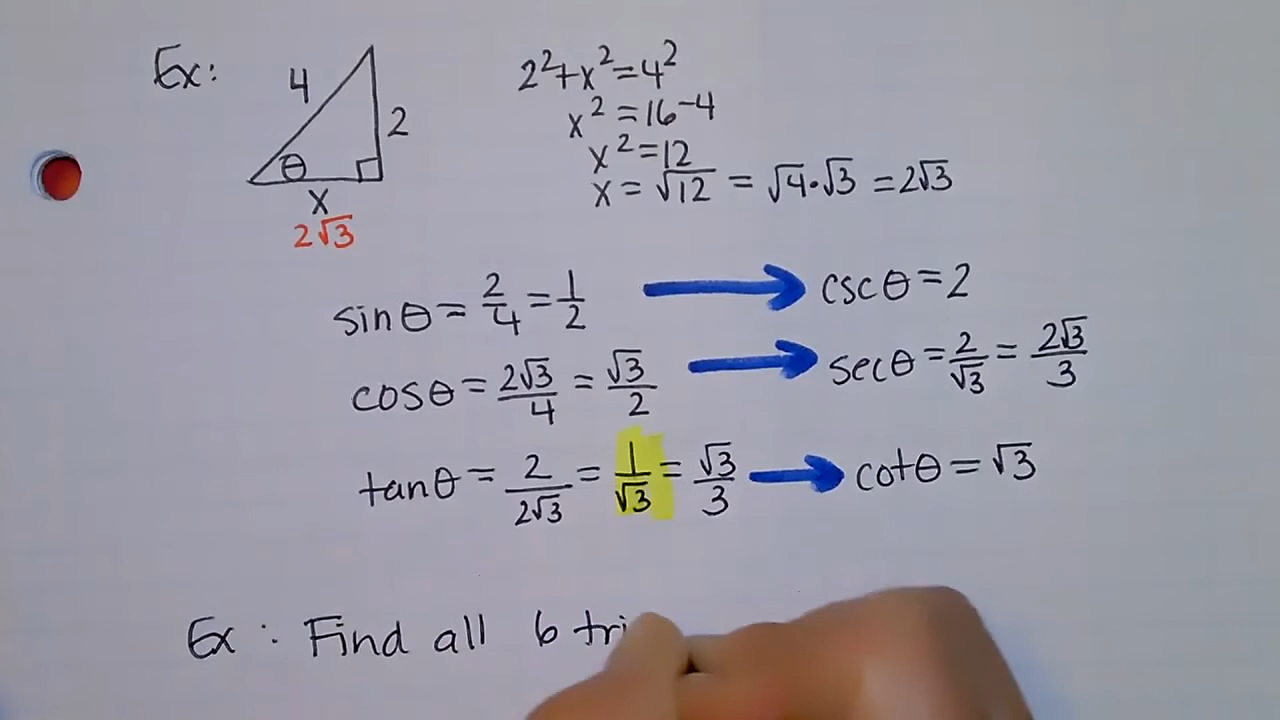 Ex:
4
2
θ
x
2√3
2²+x²=4²
x²=16-4
x²=12
x=√12 = √4·√3 = 2√3
sinθ = 2/4 = 1/2 → cscθ = 2
cosθ = 2√3/4 = √3/2 → secθ = 2/√3 = 2√3/3
tanθ = 2/2√3 = 1/√3 = √3/3 → cotθ = √3
Ex: Find all 6